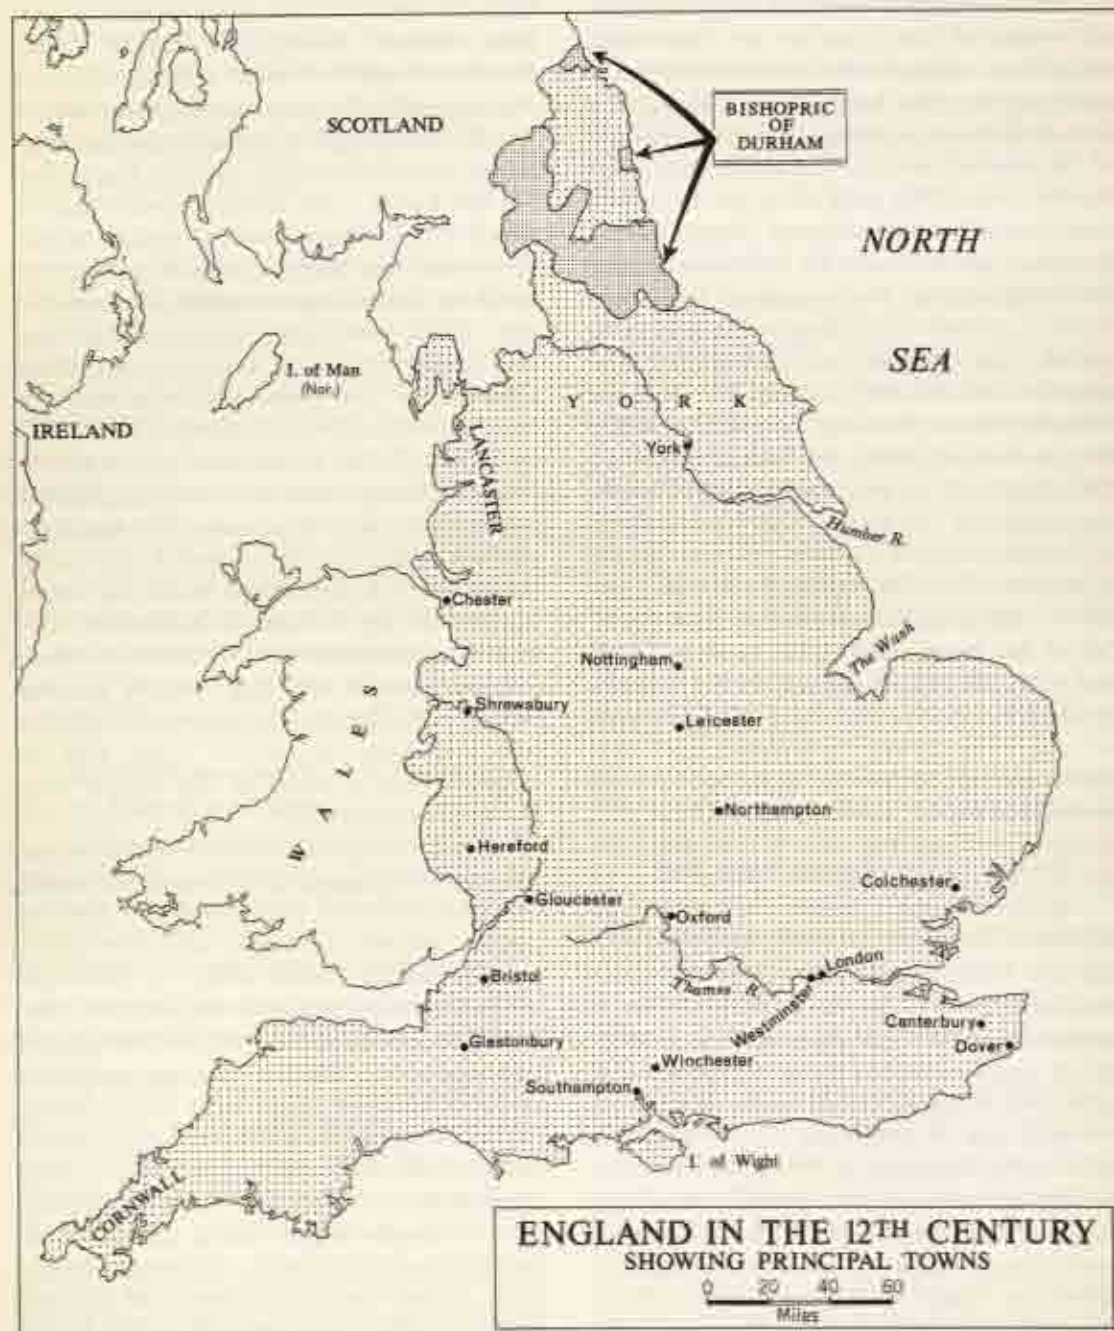 SCOTLAND
BISHOPRIC
OF
DURHAM
NORTH
SEA
I. of Man
(Nor.)
YORK
IRELAND
LANCASTER
York
Humber R.
Chester
Nottingham
The Wash
Shrewsbury
WALES
Leicester
Northampton
Hereford
Colchester
Gloucester
Oxford
London
Bristol
Thames R.
Westminster
Canterbury
Glastonbury
Dover
Winchester
Southampton
I. of Wight
CORNWALL
ENGLAND IN THE 12TH CENTURY
SHOWING PRINCIPAL TOWNS
0 20 40 60
Miles